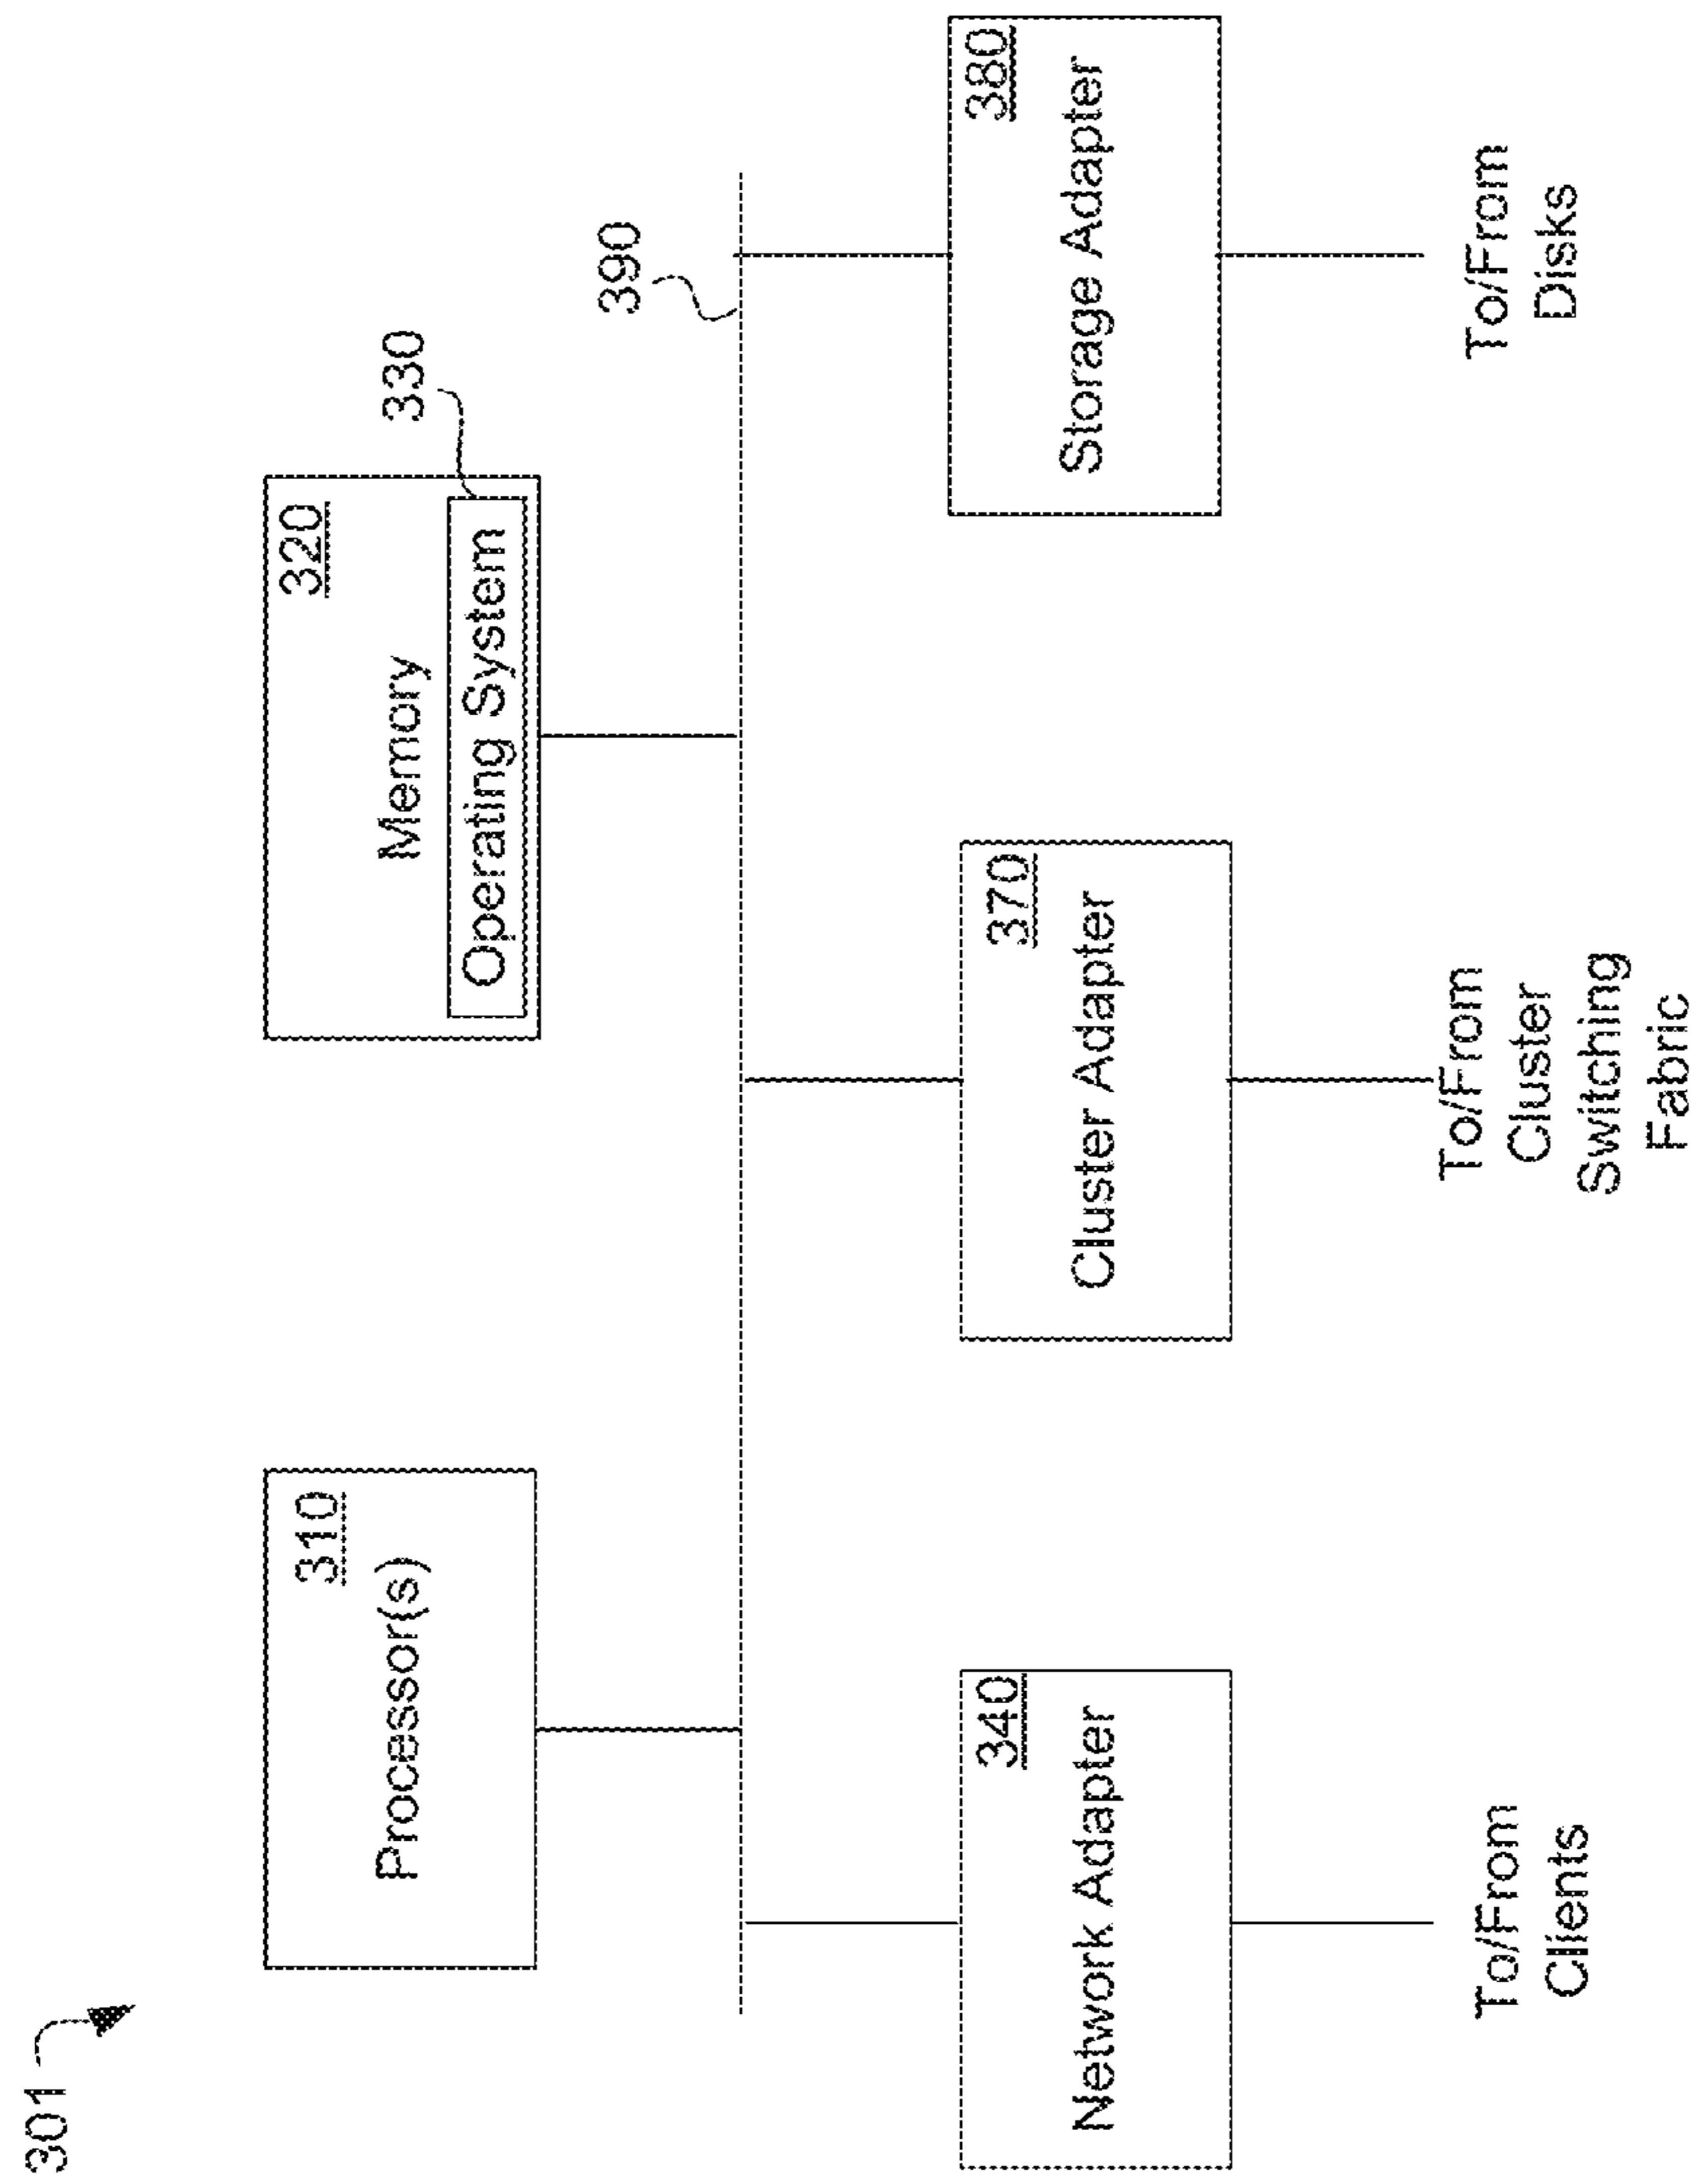 301
310
Processor(s)
320
Memory
Operating System
330
390
340
Network Adapter
370
Cluster Adapter
380
Storage Adapter
To/From
Clients
To/From
Cluster
Switching
Fabric
To/From
Disks